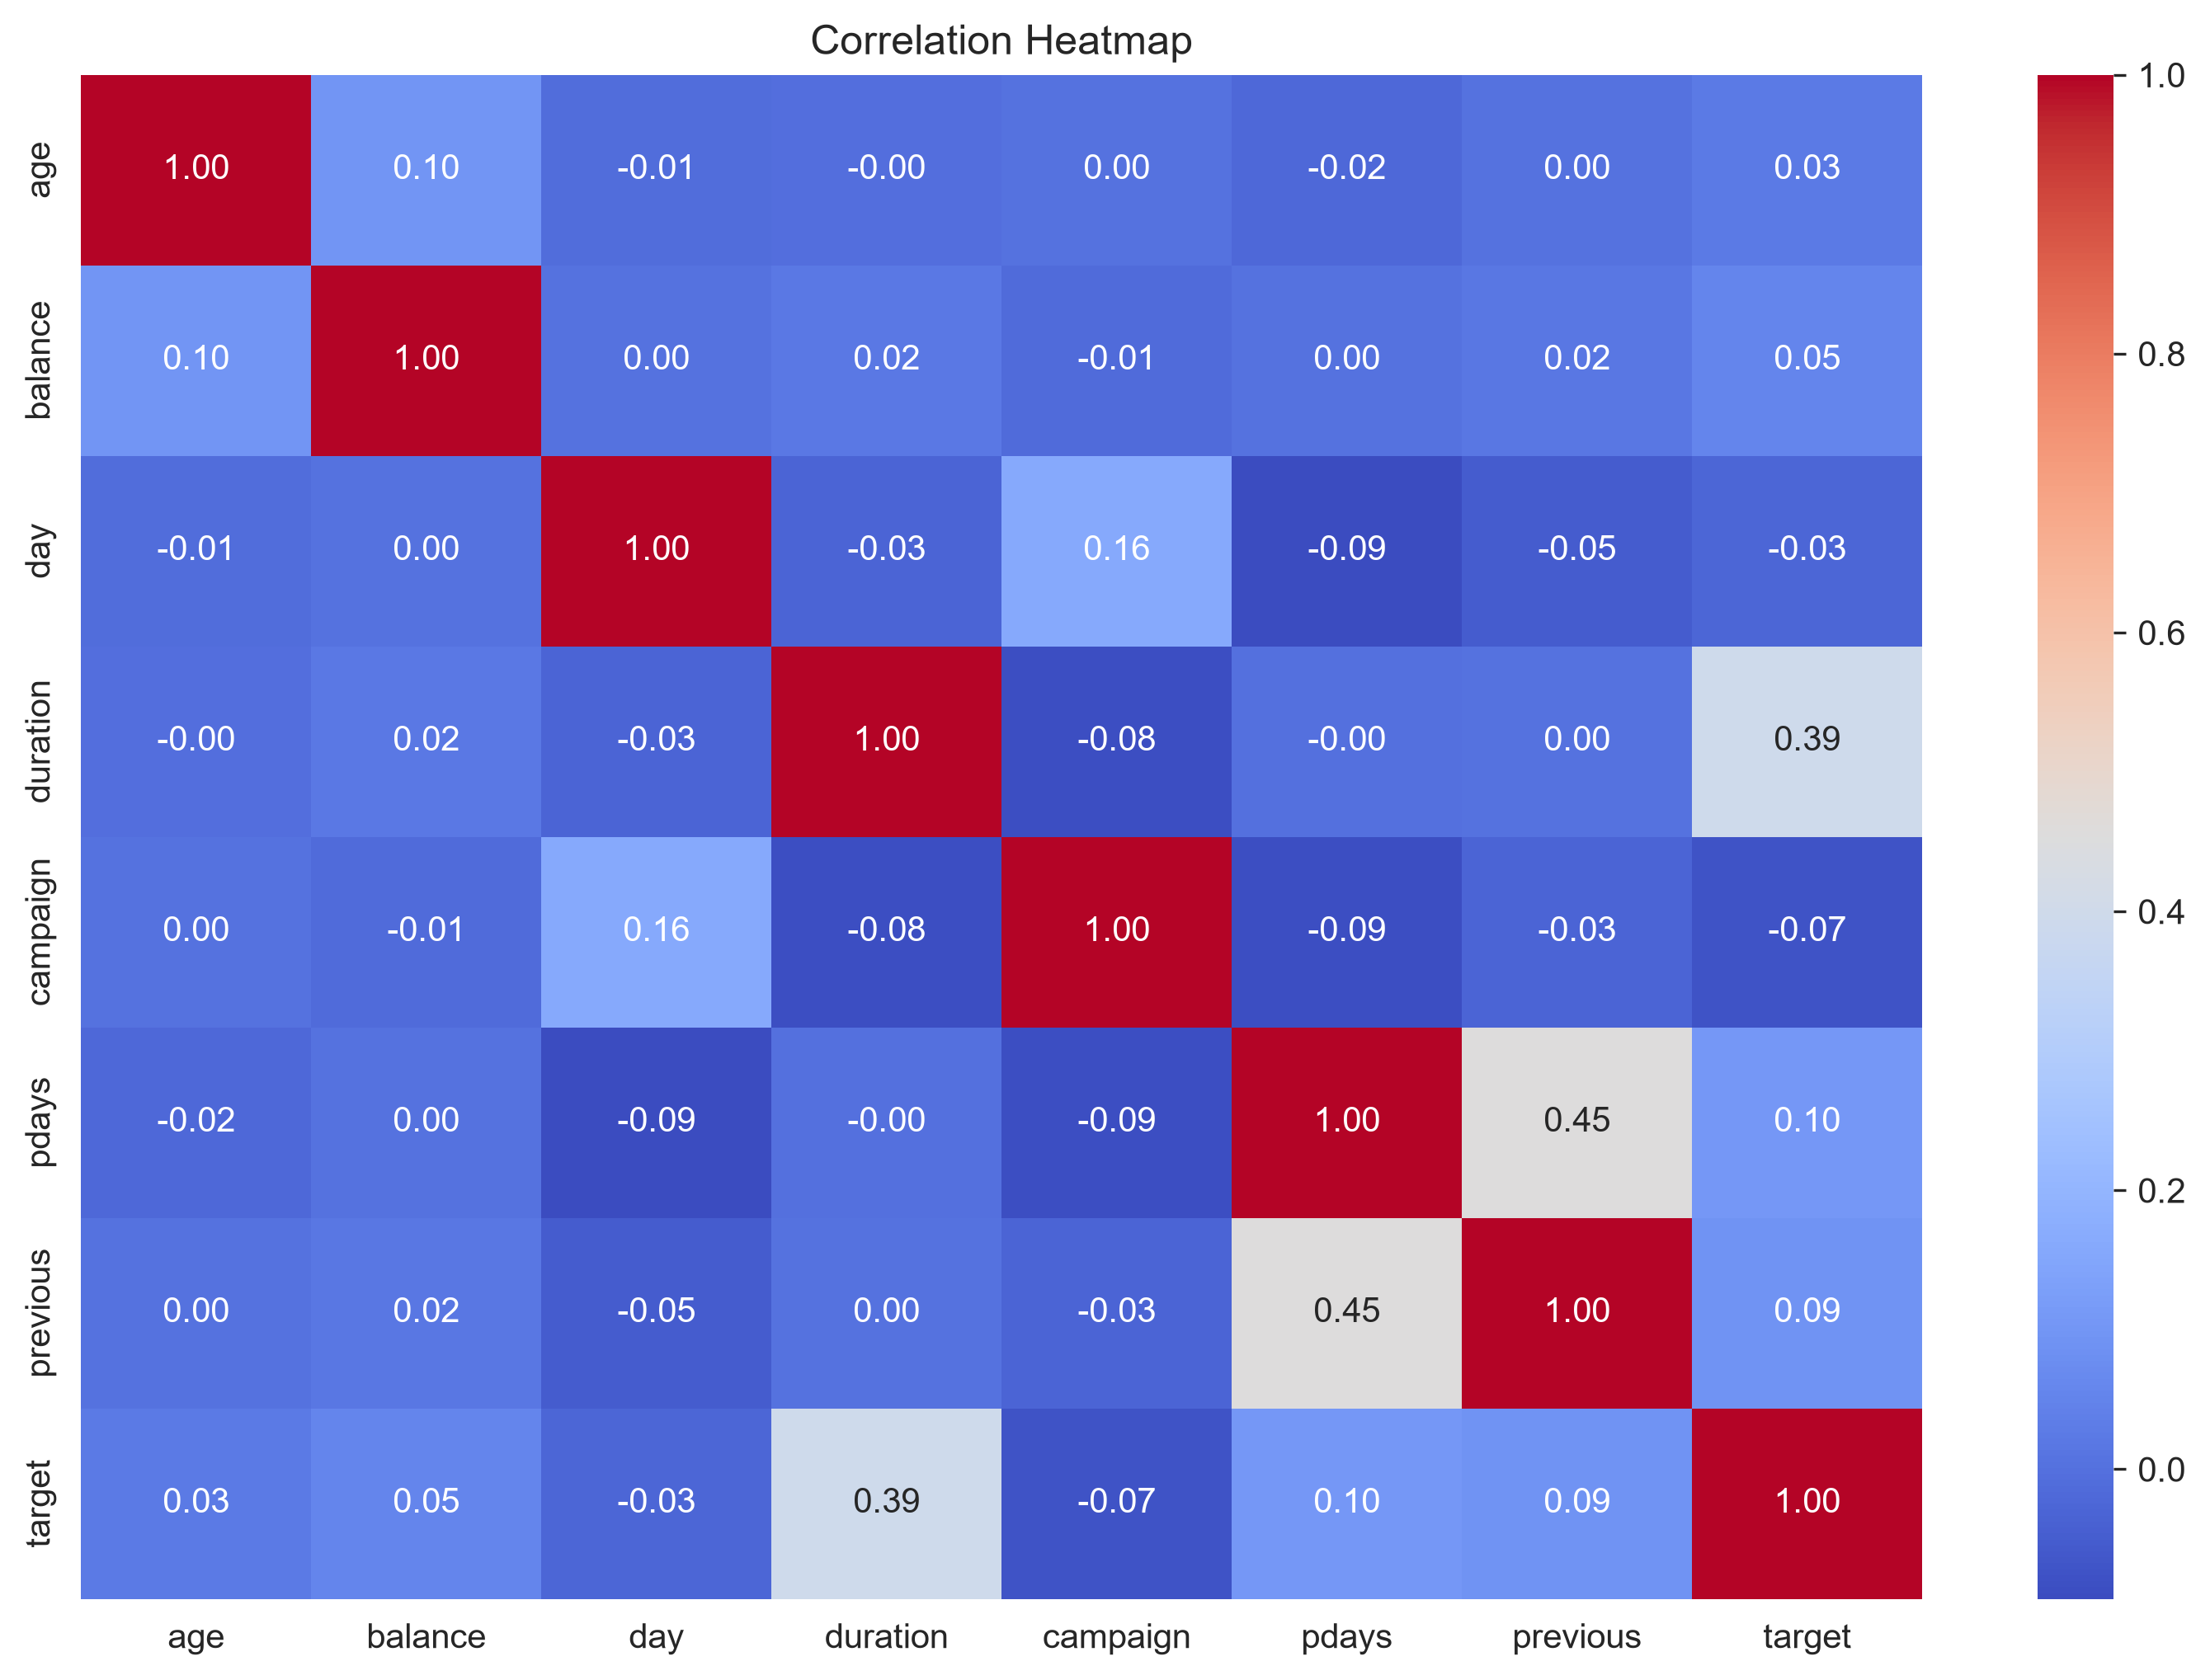 Correlation Heatmap
age 1.00 0.10 -0.01 -0.00 0.00 -0.02 0.00 0.03
balance 0.10 1.00 0.00 0.02 -0.01 0.00 0.02 0.05
day -0.01 0.00 1.00 -0.03 0.16 -0.09 -0.05 -0.03
duration -0.00 0.02 -0.03 1.00 -0.08 -0.00 0.00 0.39
campaign 0.00 -0.01 0.16 -0.08 1.00 -0.09 -0.03 -0.07
pdays -0.02 0.00 -0.09 -0.00 -0.09 1.00 0.45 0.10
previous 0.00 0.02 -0.05 0.00 -0.03 0.45 1.00 0.09
target 0.03 0.05 -0.03 0.39 -0.07 0.10 0.09 1.00
age balance day duration campaign pdays previous target
1.0
0.8
0.6
0.4
0.2
0.0